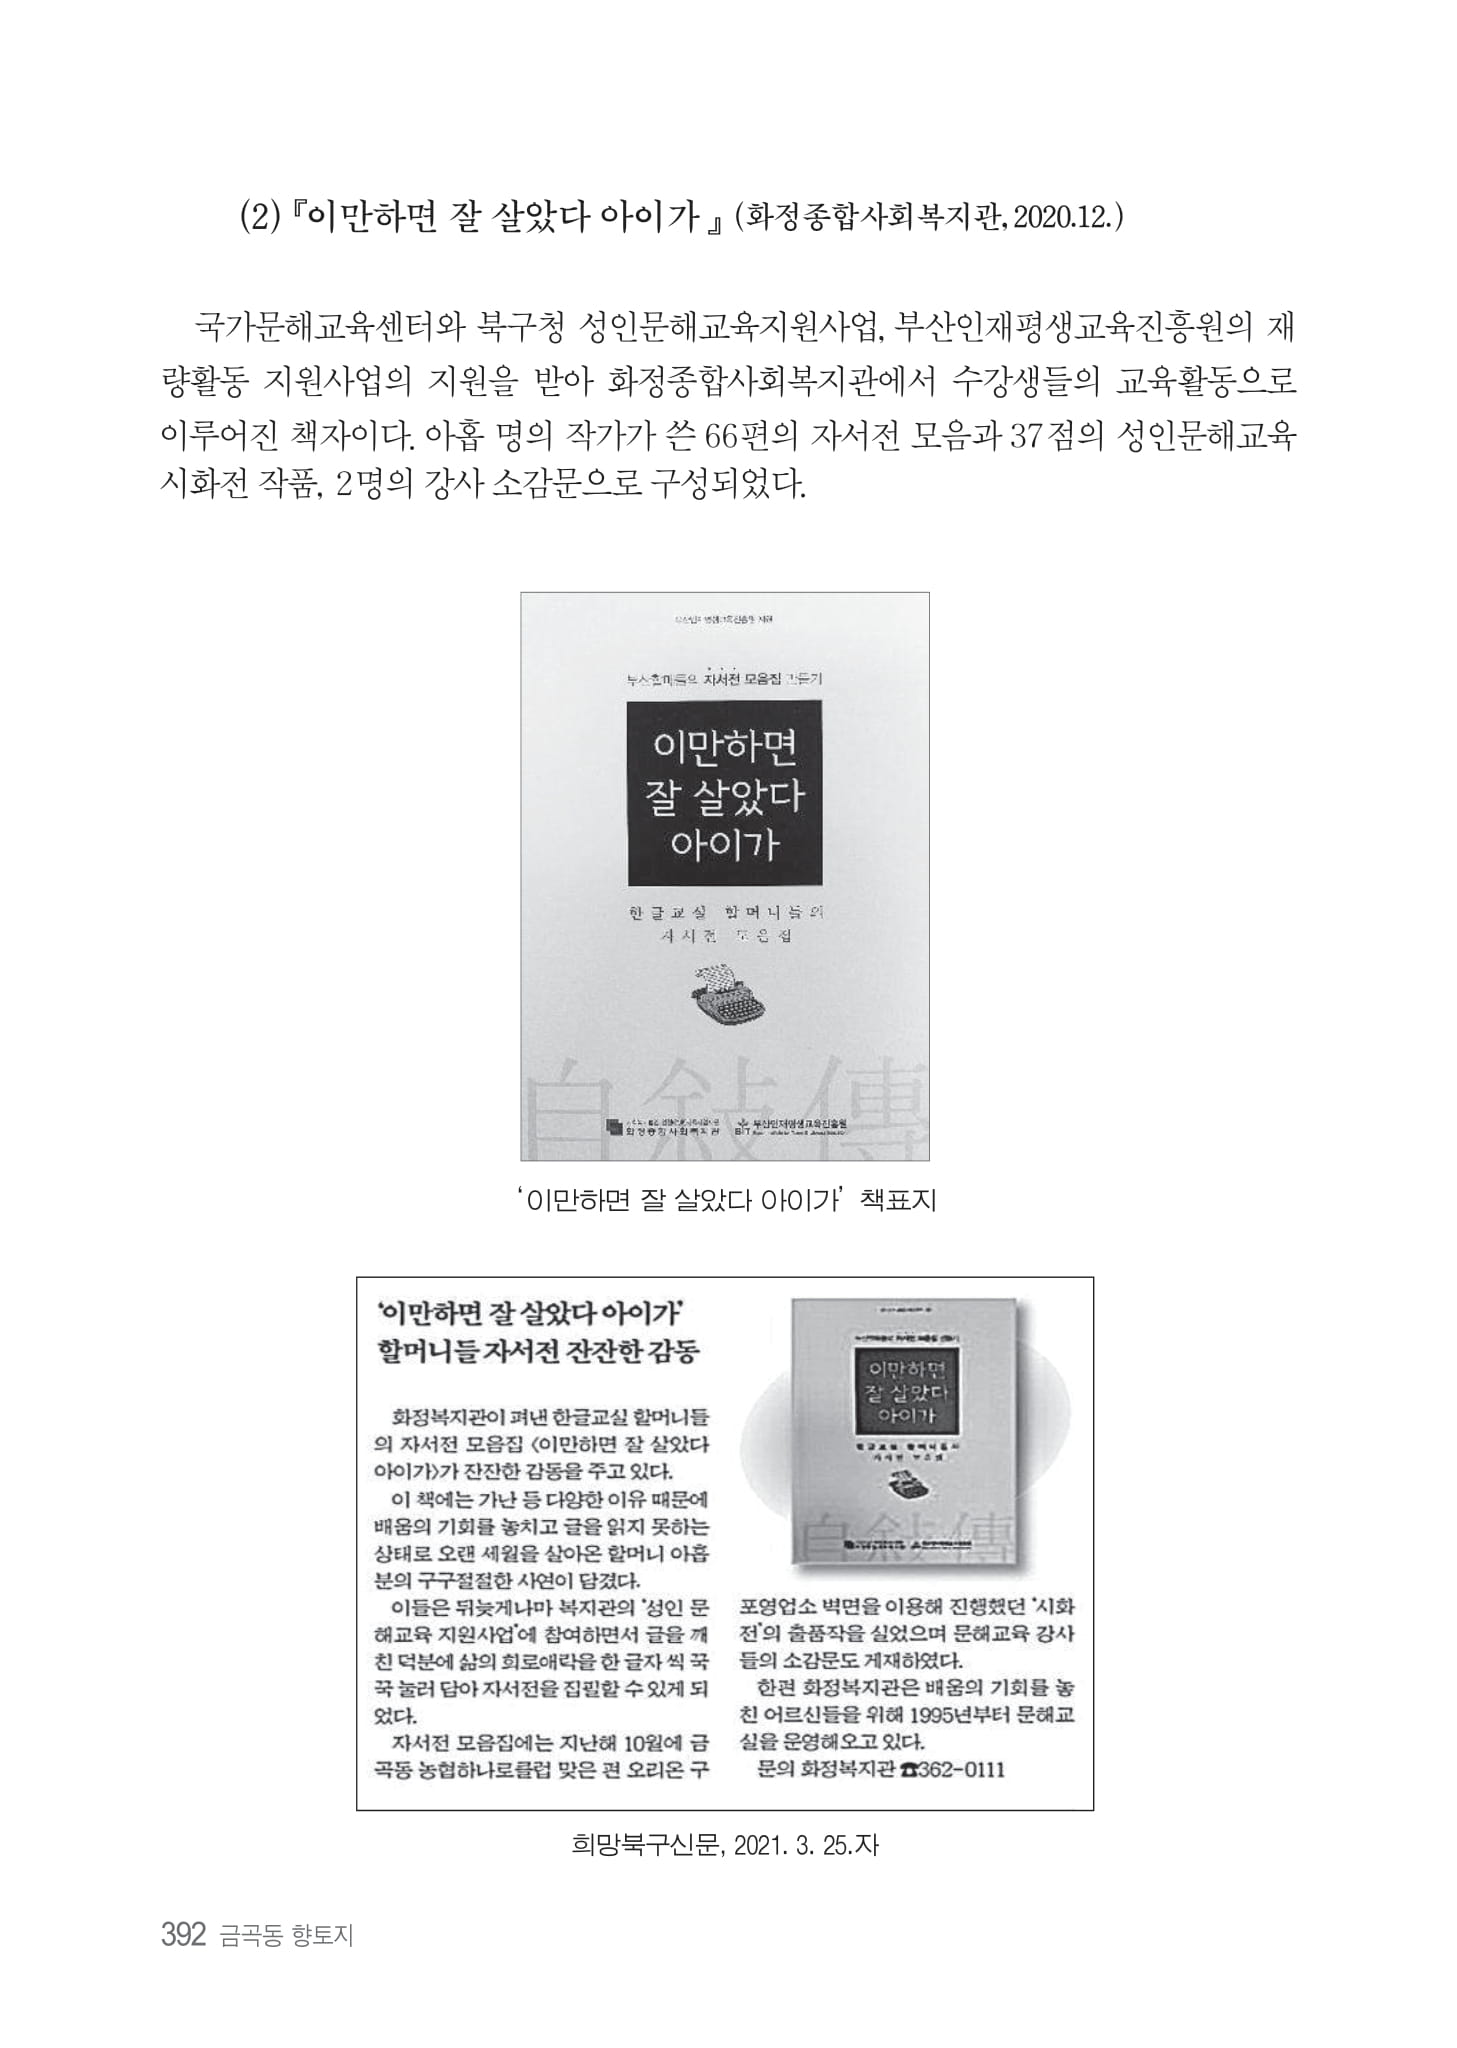 (2) 『이만하면 잘 살았다 아이가 』 (화정종합사회복지관, 2020.12.)
국가문해교육센터와 북구청 성인문해교육지원사업, 부산인재평생교육진흥원의 재
량활동 지원사업의 지원을 받아 화정종합사회복지관에서 수강생들의 교육활동으로
이루어진 책자이다. 아홉 명의 작가가 쓴 66편의 자서전 모음과 37점의 성인문해교육
시화전 작품, 2명의 강사 소감문으로 구성되었다.
부산할매들의 자서전 모음집 만들기
이만하면
잘 살았다
아이가
한글교실 할머니들의
자서전 모음집
自敍傳
화정종합사회복지관
BIT 부산인재평생교육진흥원
‘이만하면 잘 살았다 아이가’ 책표지
‘이만하면 잘 살았다 아이가’
할머니들 자서전 잔잔한 감동
화정복지관이 펴낸 한글교실 할머니들
의 자서전 모음집 〈이만하면 잘 살았다
아이가〉가 잔잔한 감동을 주고 있다.
이 책에는 가난 등 다양한 이유 때문에
배움의 기회를 놓치고 글을 읽지 못하는
상태로 오랜 세월을 살아온 할머니 아홉
분의 구구절절한 사연이 담겼다.
이들은 뒤늦게나마 복지관의 '성인 문
해교육 지원사업'에 참여하면서 글을 깨
친 덕분에 삶의 희로애락을 한 글자 씩 꾹
꾹 눌러 담아 자서전을 집필할 수 있게 되
었다.
자서전 모음집에는 지난해 10월에 금
곡동 농협하나로클럽 맞은 편 오리온 구
이만하면
잘 살았다
아이가
自敍傳
포영업소 벽면을 이용해 진행했던 '시화
전'의 출품작을 실었으며 문해교육 강사
들의 소감문도 게재하였다.
한편 화정복지관은 배움의 기회를 놓
친 어르신들을 위해 1995년부터 문해교
실을 운영해오고 있다.
문의 화정복지관 ☎362-0111
희망북구신문, 2021. 3. 25.자
392 금곡동 향토지